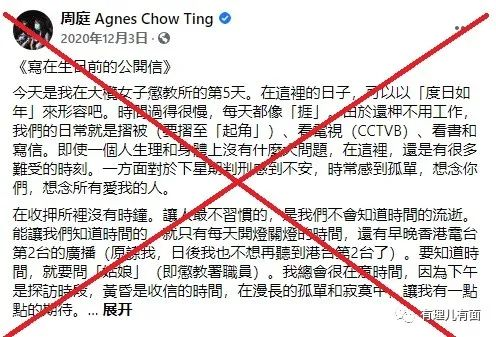 周庭 Agnes Chow Ting
2020年12月3日 ·
《寫在生日前的公開信》
今天是我在大欖女子懲教所的第5天。在這裡的日子，可以以「度日如
年」來形容吧。時間過得很慢，每天都像「捱」。由於還柙不用工作，
我們的日常就是摺被（要摺至「起角」）、看電視（CCTVB）、看書和
寫信。即使一個人生理和身體上沒有什麼大問題，在這裡，還是有很多
難受的時刻。一方面對於下星期判刑感到不安，時常感到孤單，想念你
們，想念所有愛我的人。
在收押所裡沒有時鐘。讓人最不習慣的，是我們不會知道時間的流逝。
能讓我們知道時間的，就只有每天開燈關燈的時間，還有早晚香港電台
第2台的廣播（原諒我，日後我也不想再聽到港台第2台了）。要知道時
間，就要問「姑娘」（即懲教署職員）。我總會很在意時間，因為下午
是探訪時段，黃昏是收信的時間，在漫長的孤單和寂寞中，讓我有一點
點的期待。... 展开
有理儿有面